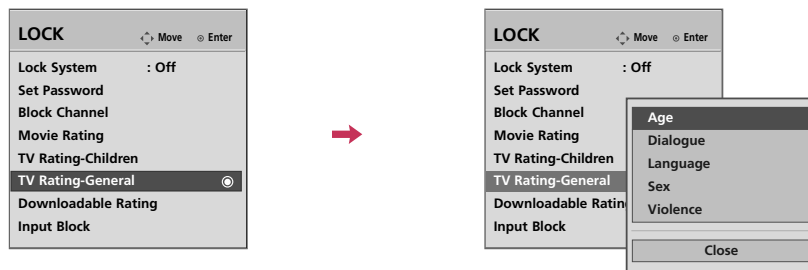 LOCK Move Enter
Lock System : Off
Set Password
Block Channel
Movie Rating
TV Rating-Children
TV Rating-General
Downloadable Rating
Input Block
LOCK Move Enter
Lock System : Off
Set Password
Block Channel
Movie Rating
TV Rating-Children
TV Rating-General
Downloadable Rating
Input Block
Age
Dialogue
Language
Sex
Violence
Close